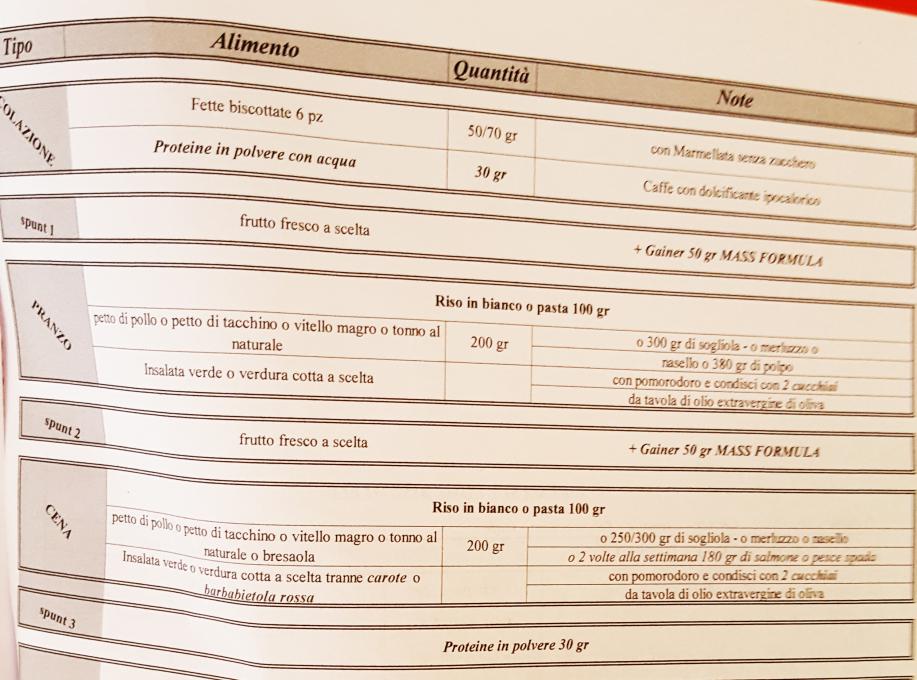 Tipo Alimento Quantità Note
COLAZIONE
Fette biscottate 6 pz 50/70 gr con Marmellata senza zucchero
Proteine in polvere con acqua 30 gr Caffe con dolcificante ipocalorico
spunt 1 frutto fresco a scelta + Gainer 50 gr MASS FORMULA
PRANZO
Riso in bianco o pasta 100 gr
petto di pollo o petto di tacchino o vitello magro o tonno al
naturale
200 gr
o 300 gr di sogliola - o merluzzo o
nasello o 380 gr di polpo
Insalata verde o verdura cotta a scelta
con pomorodoro e condisci con 2 cucchiai
da tavola di olio extravergine di oliva
spunt 2 frutto fresco a scelta + Gainer 50 gr MASS FORMULA
CENA
Riso in bianco o pasta 100 gr
petto di pollo o petto di tacchino o vitello magro o tonno al
naturale o bresaola
200 gr
o 250/300 gr di sogliola - o merluzzo o nasello
o 2 volte alla settimana 180 gr di salmone o pesce spada
Insalata verde o verdura cotta a scelta tranne carote o
barbabietola rossa
con pomorodoro e condisci con 2 cucchiai
da tavola di olio extravergine di oliva
spunt 3 Proteine in polvere 30 gr